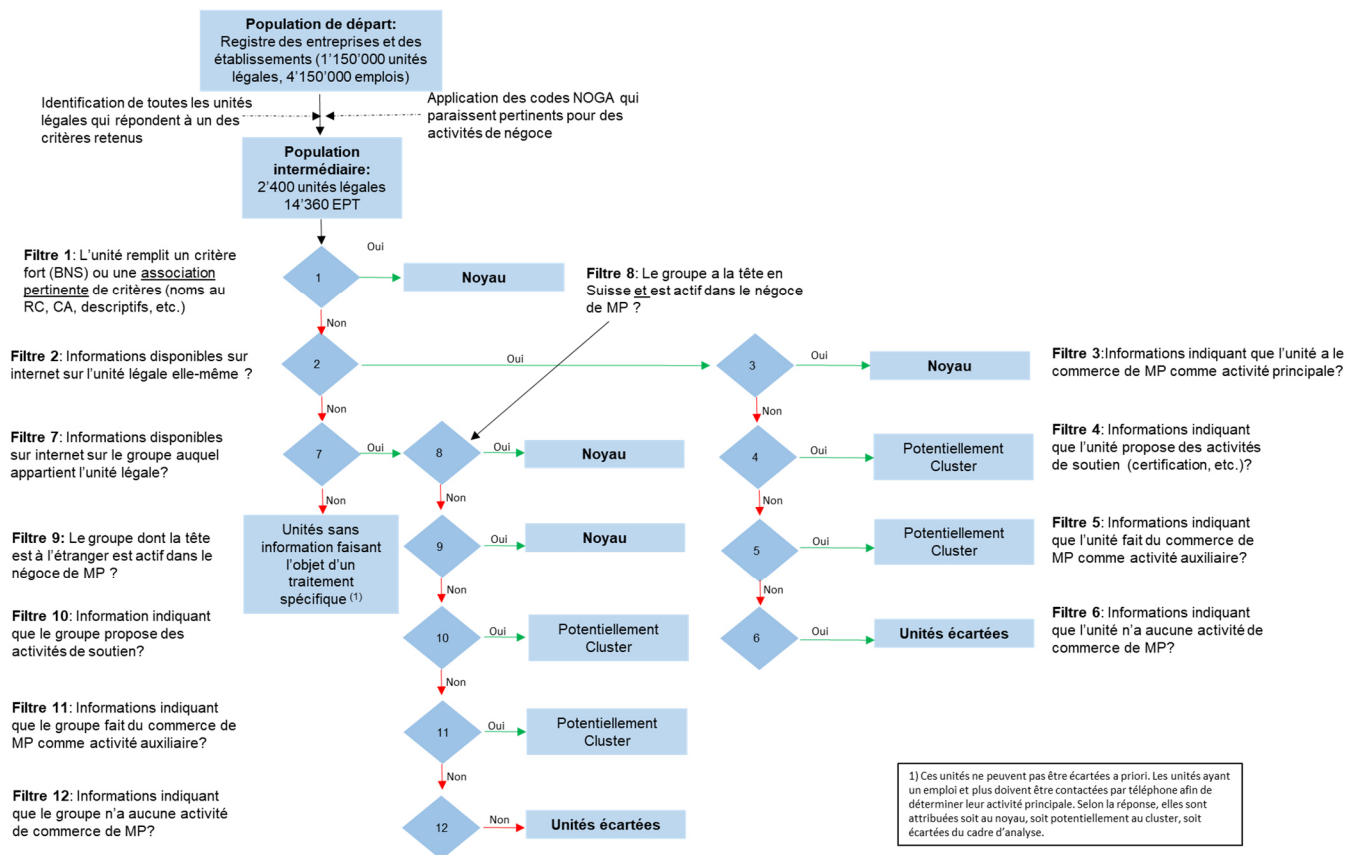 Population de départ:
Registre des entreprises et des
établissements (1'150'000 unités
légales, 4'150'000 emplois)
Identification de toutes les unités
légales qui répondent à un des
critères retenus
Application des codes NOGA qui
paraissent pertinents pour des
activités de négoce
Population
intermédiaire:
2'400 unités légales
14'360 EPT
Filtre 1: L'unité remplit un critère
fort (BNS) ou une association
pertinente de critères (noms au
RC, CA, descriptifs, etc.)
1
Oui
Noyau
Non
Filtre 8: Le groupe a la tête en
Suisse et est actif dans le négoce
de MP ?
Filtre 2: Informations disponibles sur
internet sur l'unité légale elle-même ?
2
Oui
Non
3
Oui
Noyau
Non
Filtre 3:Informations indiquant que l'unité a le
commerce de MP comme activité principale?
Filtre 7: Informations disponibles
sur internet sur le groupe auquel
appartient l'unité légale?
7
Oui
Non
8
Oui
Noyau
Non
4
Oui
Potentiellement
Cluster
Non
Filtre 4: Informations indiquant
que l'unité propose des activités
de soutien (certification, etc.)?
Unités sans
information faisant
l'objet d'un
traitement
spécifique (1)
Filtre 9: Le groupe dont la tête
est à l'étranger est actif dans le
négoce de MP ?
9
Oui
Noyau
Non
5
Oui
Potentiellement
Cluster
Non
Filtre 5: Informations indiquant
que l'unité fait du commerce de
MP comme activité auxiliaire?
Filtre 10: Information indiquant
que le groupe propose des
activités de soutien?
10
Oui
Potentiellement
Cluster
Non
6
Oui
Unités écartées
Filtre 6: Informations indiquant
que l'unité n'a aucune activité de
commerce de MP?
Filtre 11: Informations indiquant
que le groupe fait du commerce de
MP comme activité auxiliaire?
11
Oui
Potentiellement
Cluster
Non
Filtre 12: Informations indiquant
que le groupe n'a aucune activité
de commerce de MP?
12
Non
Unités écartées
1) Ces unités ne peuvent pas être écartées a priori. Les unités ayant
un emploi et plus doivent être contactées par téléphone afin de
déterminer leur activité principale. Selon la réponse, elles sont
attribuées soit au noyau, soit potentiellement au cluster, soit
écartées du cadre d'analyse.